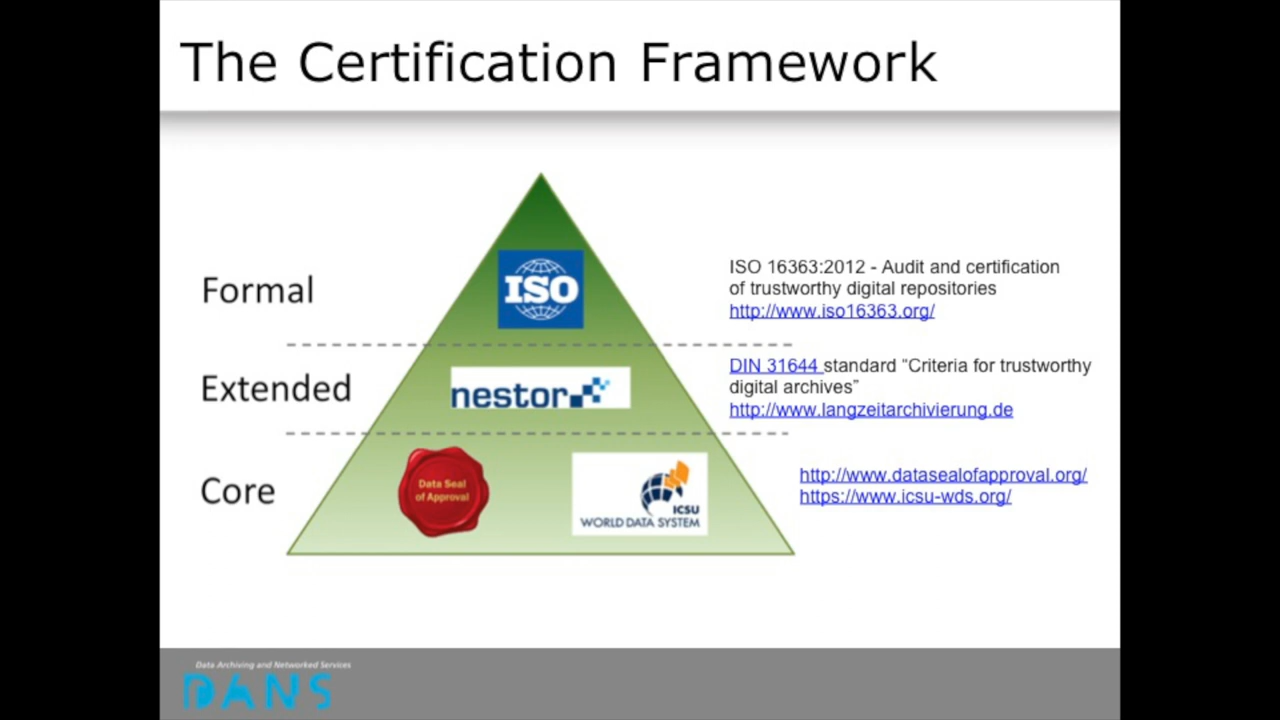 The Certification Framework
Formal
ISO
ISO 16363:2012 - Audit and certification
of trustworthy digital repositories
http://www.iso16363.org/
Extended
nestor
DIN 31644 standard “Criteria for trustworthy
digital archives”
http://www.langzeitarchivierung.de
Core
Data Seal
of Approval
ICSU
WORLD DATA SYSTEM
http://www.datasealofapproval.org/
https://www.icsu-wds.org/
Data Archiving and Networked Services
DANS